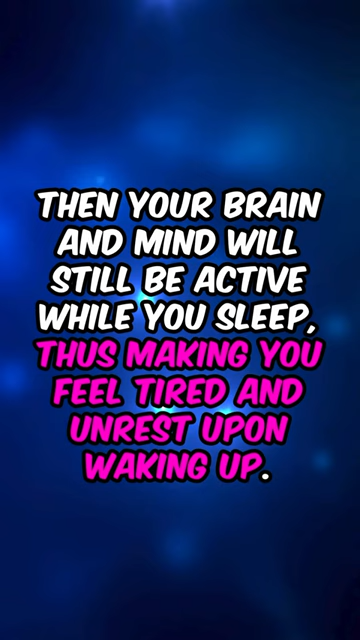 THEN YOUR BRAIN
AND MIND WILL
STILL BE ACTIVE
WHILE YOU SLEEP,
THUS MAKING YOU
FEEL TIRED AND
UNREST UPON
WAKING UP.